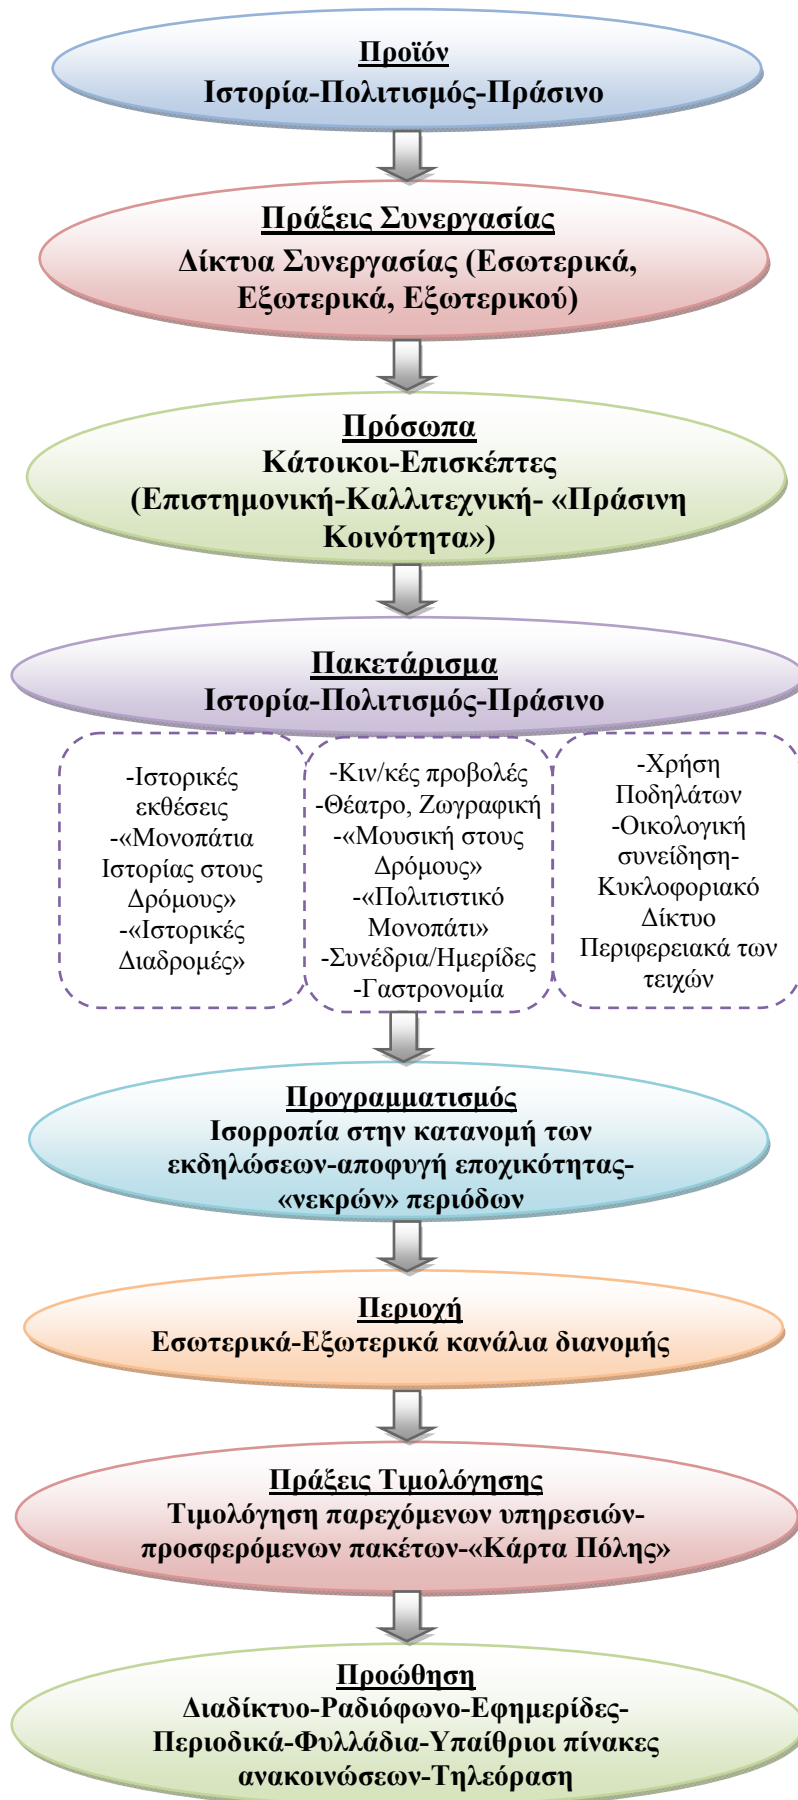 Προϊόν
Ιστορία-Πολιτισμός-Πράσινο
Πράξεις Συνεργασίας
Δίκτυα Συνεργασίας (Εσωτερικά,
Εξωτερικά, Εξωτερικού)
Πρόσωπα
Κάτοικοι-Επισκέπτες
(Επιστημονική-Καλλιτεχνική- «Πράσινη
Κοινότητα»)
Πακετάρισμα
Ιστορία-Πολιτισμός-Πράσινο
-Ιστορικές
εκθέσεις
-«Μονοπάτια
Ιστορίας στους
Δρόμους»
-«Ιστορικές
Διαδρομές»
-Κιν/κές προβολές
-Θέατρο, Ζωγραφική
-«Μουσική στους
Δρόμους»
-«Πολιτιστικό
Μονοπάτι»
-Συνέδρια/Ημερίδες
-Γαστρονομία
-Χρήση
Ποδηλάτων
-Οικολογική
συνείδηση-
Κυκλοφοριακό
Δίκτυο
Περιφερειακά των
τειχών
Προγραμματισμός
Ισορροπία στην κατανομή των
εκδηλώσεων-αποφυγή εποχικότητας-
«νεκρών» περιόδων
Περιοχή
Εσωτερικά-Εξωτερικά κανάλια διανομής
Πράξεις Τιμολόγησης
Τιμολόγηση παρεχόμενων υπηρεσιών-
προσφερόμενων πακέτων-«Κάρτα Πόλης»
Προώθηση
Διαδίκτυο-Ραδιόφωνο-Εφημερίδες-
Περιοδικά-Φυλλάδια-Υπαίθριοι πίνακες
ανακοινώσεων-Τηλεόραση